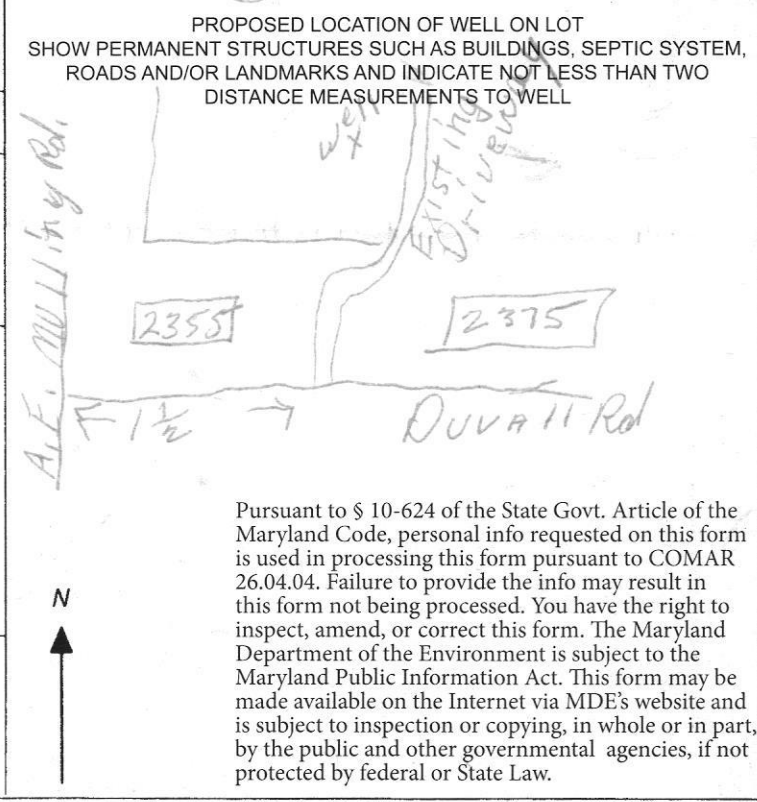 PROPOSED LOCATION OF WELL ON LOT
SHOW PERMANENT STRUCTURES SUCH AS BUILDINGS, SEPTIC SYSTEM,
ROADS AND/OR LANDMARKS AND INDICATE NOT LESS THAN TWO
DISTANCE MEASUREMENTS TO WELL
well
x
Existing
Driveway
A.E. Mulling Rd.
2355
2375
1 1/2
Duvall Rd
Pursuant to § 10-624 of the State Govt. Article of the
Maryland Code, personal info requested on this form
is used in processing this form pursuant to COMAR
26.04.04. Failure to provide the info may result in
this form not being processed. You have the right to
inspect, amend, or correct this form. The Maryland
Department of the Environment is subject to the
Maryland Public Information Act. This form may be
made available on the Internet via MDE's website and
is subject to inspection or copying, in whole or in part,
by the public and other governmental agencies, if not
protected by federal or State Law.
N